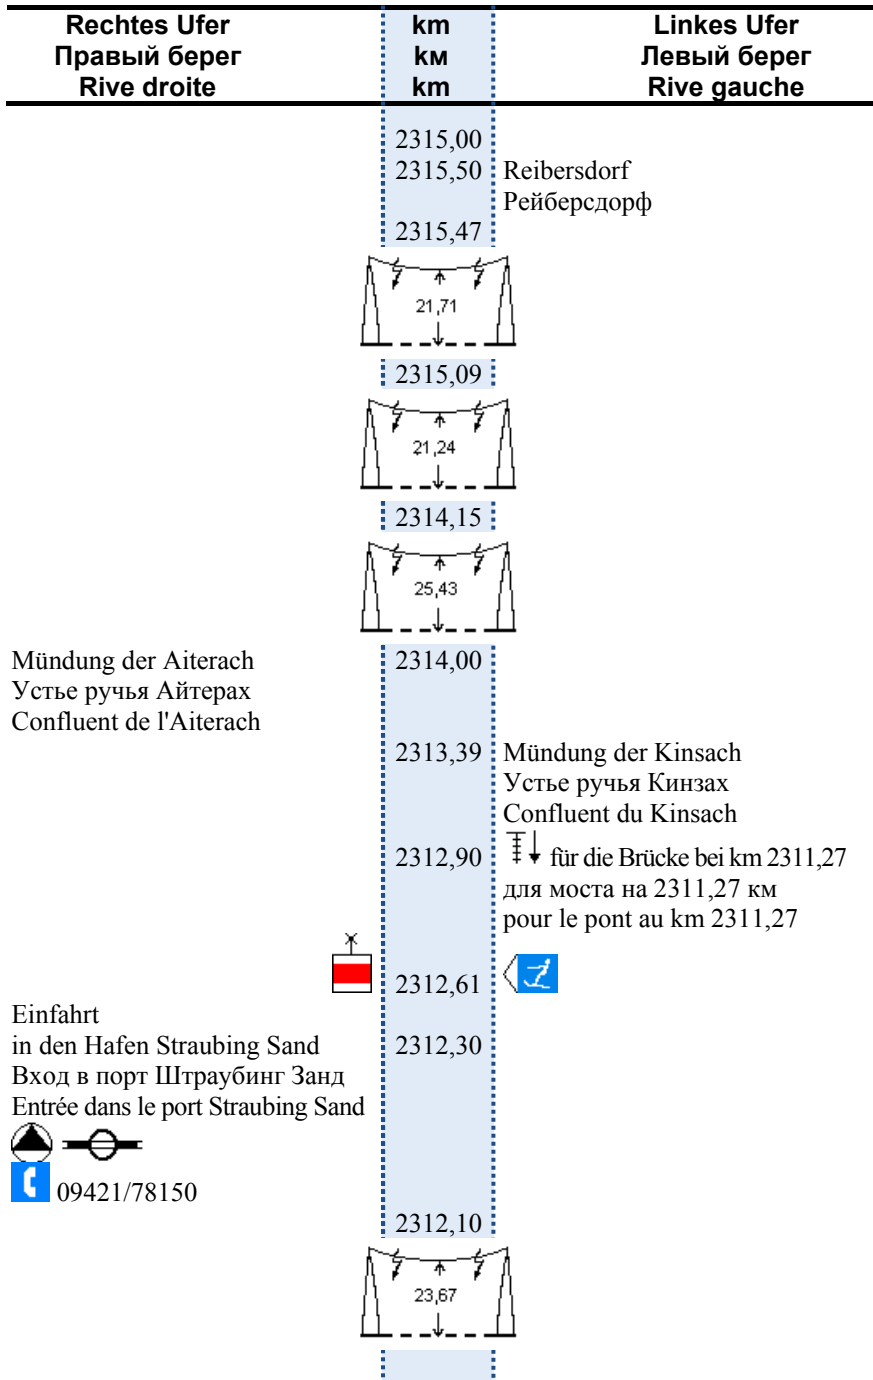 Rechtes Ufer km Linkes Ufer
Правый берег км Левый берег
Rive droite km Rive gauche
2315,00
2315,50 Reibersdorf
Рейберсдорф
2315,47
21,71
2315,09
21,24
2314,15
25,43
Mündung der Aiterach 2314,00
Устье ручья Айтерах
Confluent de l'Aiterach
2313,39 Mündung der Kinsach
Устье ручья Кинзах
Confluent du Kinsach
2312,90 für die Brücke bei km 2311,27
для моста на 2311,27 км
pour le pont au km 2311,27
2312,61
Einfahrt
in den Hafen Straubing Sand 2312,30
Вход в порт Штраубинг Занд
Entrée dans le port Straubing Sand
09421/78150
2312,10
23,67